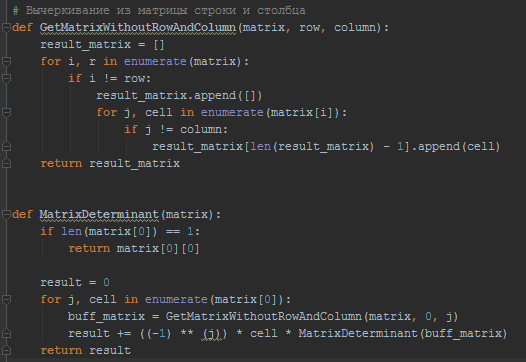 # Вычеркивание из матрицы строки и столбца
def GetMatrixWithoutRowAndColumn(matrix, row, column):
    result_matrix = []
    for i, r in enumerate(matrix):
        if i != row:
            result_matrix.append([])
            for j, cell in enumerate(matrix[i]):
                if j != column:
                    result_matrix[len(result_matrix) - 1].append(cell)
    return result_matrix
def MatrixDeterminant(matrix):
    if len(matrix[0]) == 1:
        return matrix[0][0]
    result = 0
    for j, cell in enumerate(matrix[0]):
        buff_matrix = GetMatrixWithoutRowAndColumn(matrix, 0, j)
        result += ((-1) ** (j)) * cell * MatrixDeterminant(buff_matrix)
    return result